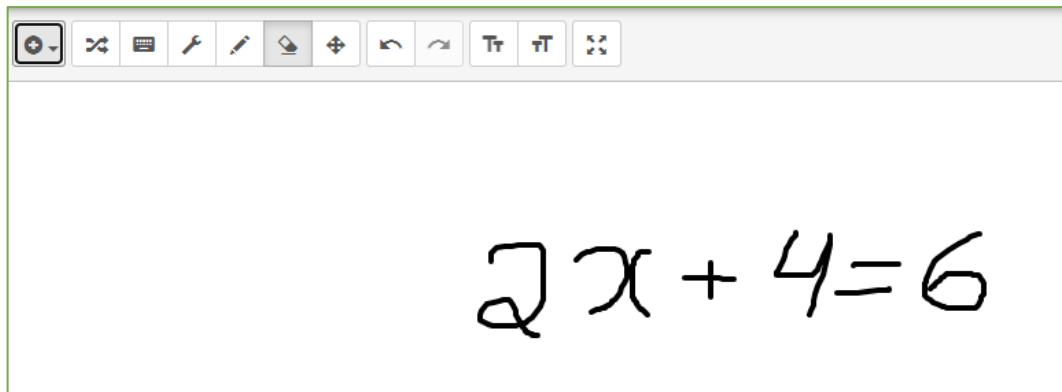 2x + 4 = 6